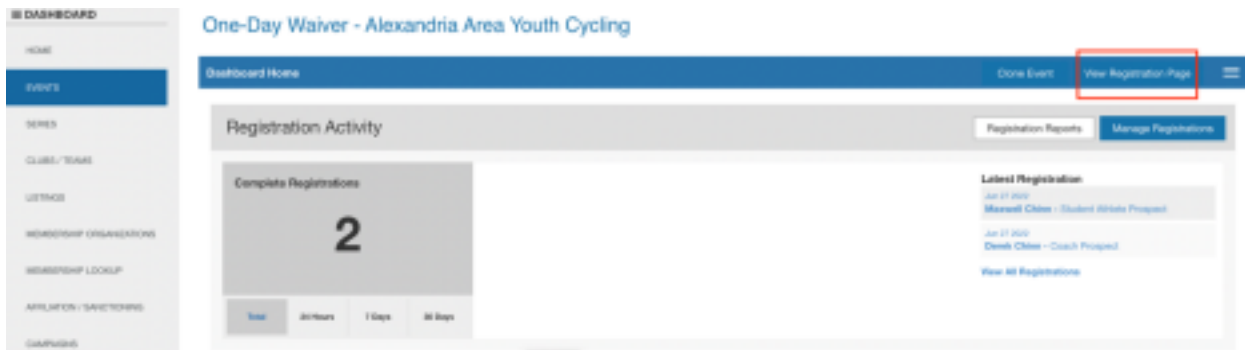 DASHBOARD
HOME
EVENTS
SERIES
CLUBS / TEAMS
LISTINGS
MEMBERSHIP ORGANIZATIONS
MEMBERSHIP LOOKUP
AFFILIATION / SANCTIONING
CAMPAIGNS
One-Day Waiver - Alexandria Area Youth Cycling
Dashboard Home
Clone Event
View Registration Page
Registration Activity
Registration Reports
Manage Registrations
Complete Registrations
2
Total
24 Hours
7 Days
30 Days
Latest Registration
2022
Maxwell Chinn - Student Athlete Prospect
2022
Derek Chinn - Coach Prospect
View All Registrations